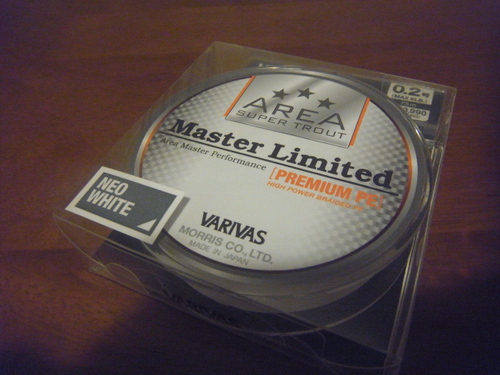 AREA
SUPER TROUT
Master Limited
Area Master Performance
PREMIUM PE
HIGH POWER BRAIDED
VARIVAS
MORRIS CO., LTD.
MADE IN JAPAN
NEO
WHITE
0.2号